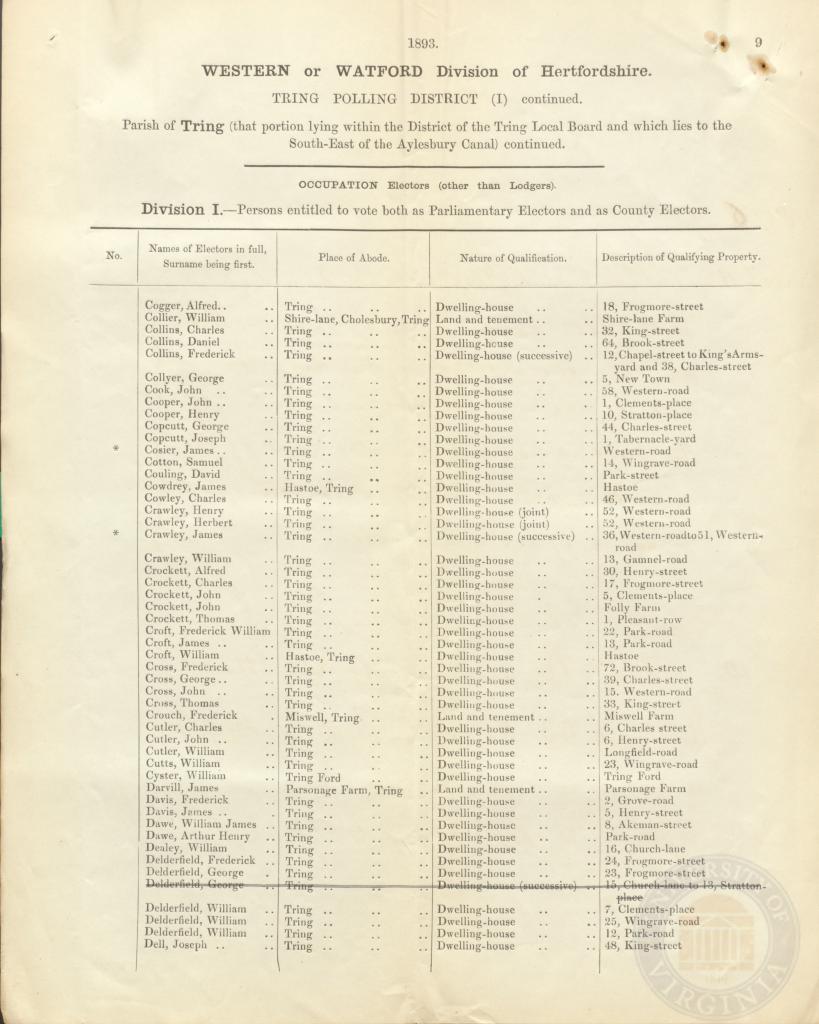 1893. 9
WESTERN or WATFORD Division of Hertfordshire.
TRING POLLING DISTRICT (I) continued.
Parish of Tring (that portion lying within the District of the Tring Local Board and which lies to the
South-East of the Aylesbury Canal) continued.
OCCUPATION Electors (other than Lodgers).
Division I.—Persons entitled to vote both as Parliamentary Electors and as County Electors.
No. Names of Electors in full, Surname being first. Place of Abode. Nature of Qualification. Description of Qualifying Property.
Cogger, Alfred.. .. Tring .. .. .. Dwelling-house .. .. 18, Frogmore-street
Collier, William .. Shire-lane, Cholesbury,Tring Land and tenement .. .. Shire-lane Farm
Collins, Charles .. Tring .. .. .. Dwelling-house .. .. 32, King-street
Collins, Daniel .. Tring .. .. .. Dwelling-house .. .. 64, Brook-street
Collins, Frederick .. Tring .. .. .. Dwelling-house (successive) .. 12,Chapel-street to King'sArms-
yard and 38, Charles-street
Collyer, George .. Tring .. .. .. Dwelling-house .. .. 5, New Town
Cook, John .. .. Tring .. .. .. Dwelling-house .. .. 58, Western-road
Cooper, John .. .. Tring .. .. .. Dwelling-house .. .. 1, Clements-place
Cooper, Henry .. Tring .. .. .. Dwelling-house .. .. 10, Stratton-place
Copcutt, George .. Tring .. .. .. Dwelling-house .. .. 44, Charles-street
Copcutt, Joseph .. Tring .. .. .. Dwelling-house .. .. 1, Tabernacle-yard
* Cosier, James .. .. Tring .. .. .. Dwelling-house .. .. Western-road
Cotton, Samuel .. Tring .. .. .. Dwelling-house .. .. 14, Wingrave-road
Couling, David .. Tring .. .. .. Dwelling-house .. .. Park-street
Cowdrey, James .. Hastoe, Tring .. .. Dwelling-house .. .. Hastoe
Cowley, Charles .. Tring .. .. .. Dwelling-house .. .. 46, Western-road
Crawley, Henry .. Tring .. .. .. Dwelling-house (joint) .. 52, Western-road
Crawley, Herbert .. Tring .. .. .. Dwelling-house (joint) .. 52, Western-road
* Crawley, James .. Tring .. .. .. Dwelling-house (successive) .. 36,Western-roadto51, Western-
road
Crawley, William .. Tring .. .. .. Dwelling-house .. .. 13, Gamnel-road
Crockett, Alfred .. Tring .. .. .. Dwelling-house .. .. 30, Henry-street
Crockett, Charles .. Tring .. .. .. Dwelling-house .. .. 17, Frogmore-street
Crockett, John .. Tring .. .. .. Dwelling-house . .. 5, Clements-place
Crockett, John .. Tring .. .. .. Dwelling-house .. .. Folly Farm
Crockett, Thomas .. Tring .. .. .. Dwelling-house .. .. 1, Pleasant-row
Croft, Frederick William Tring .. .. .. Dwelling-house .. .. 22, Park-road
Croft, James .. .. Tring .. .. .. Dwelling-house .. .. 13, Park-road
Croft, William .. Hastoe, Tring .. .. Dwelling-house .. .. Hastoe
Cross, Frederick .. Tring .. .. .. Dwelling-house .. .. 72, Brook-street
Cross, George .. .. Tring .. .. .. Dwelling-house .. .. 39, Charles-street
Cross, John .. .. Tring .. .. .. Dwelling-house .. .. 15. Western-road
Cross, Thomas .. Tring .. .. .. Dwelling-house .. .. 33, King-street
Crouch, Frederick . Miswell, Tring .. .. Land and tenement .. .. Miswell Farm
Cutler, Charles .. Tring .. .. .. Dwelling-house .. .. 6, Charles street
Cutler, John .. .. Tring .. .. .. Dwelling-house .. .. 6, Henry-street
Cutler, William .. Tring .. .. .. Dwelling-house .. .. Longfield-road
Cutts, William .. Tring .. .. .. Dwelling-house .. .. 23, Wingrave-road
Cyster, William .. Tring Ford .. .. Dwelling-house .. .. Tring Ford
Darvill, James .. Parsonage Farm, Tring .. Land and tenement .. .. Parsonage Farm
Davis, Frederick .. Tring .. .. .. Dwelling-house .. .. 2, Grove-road
Davis, James .. . Tring .. .. .. Dwelling-house .. .. 5, Henry-street
Dawe, William James .. Tring .. .. .. Dwelling-house .. .. 8, Akeman-street
Dawe, Arthur Henry .. Tring .. .. .. Dwelling-house .. .. Park-road
Dealey, William .. Tring .. .. .. Dwelling-house .. .. 16, Church-lane
Delderfield, Frederick .. Tring .. .. .. Dwelling-house .. .. 24, Frogmore-street
Delderfield, George . Tring .. .. .. Dwelling-house .. .. 23, Frogmore-street
Delderfield, George .. Tring .. .. .. Dwelling-house (successive) .. 15, Church-lane to 13, Stratton-
place
Delderfield, William .. Tring .. .. .. Dwelling-house .. .. 7, Clements-place
Delderfield, William .. Tring .. .. .. Dwelling-house .. .. 25, Wingrave-road
Delderfield, William .. Tring .. .. .. Dwelling-house .. .. 12, Park-road
Dell, Joseph .. .. Tring .. .. .. Dwelling-house .. .. 48, King-street
UNIVERSITY OF VIRGINIA